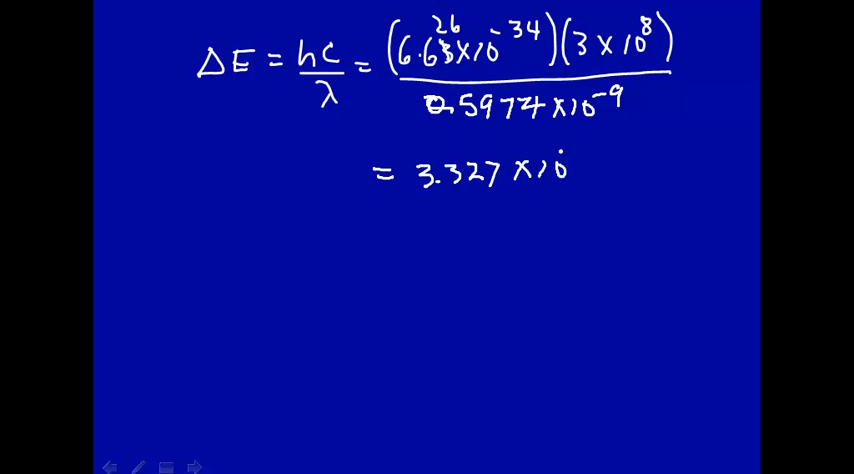 ΔE = hc/λ = (6.626×10⁻³⁴)(3×10⁸)/0.5974×10⁻⁹
= 3.327×10